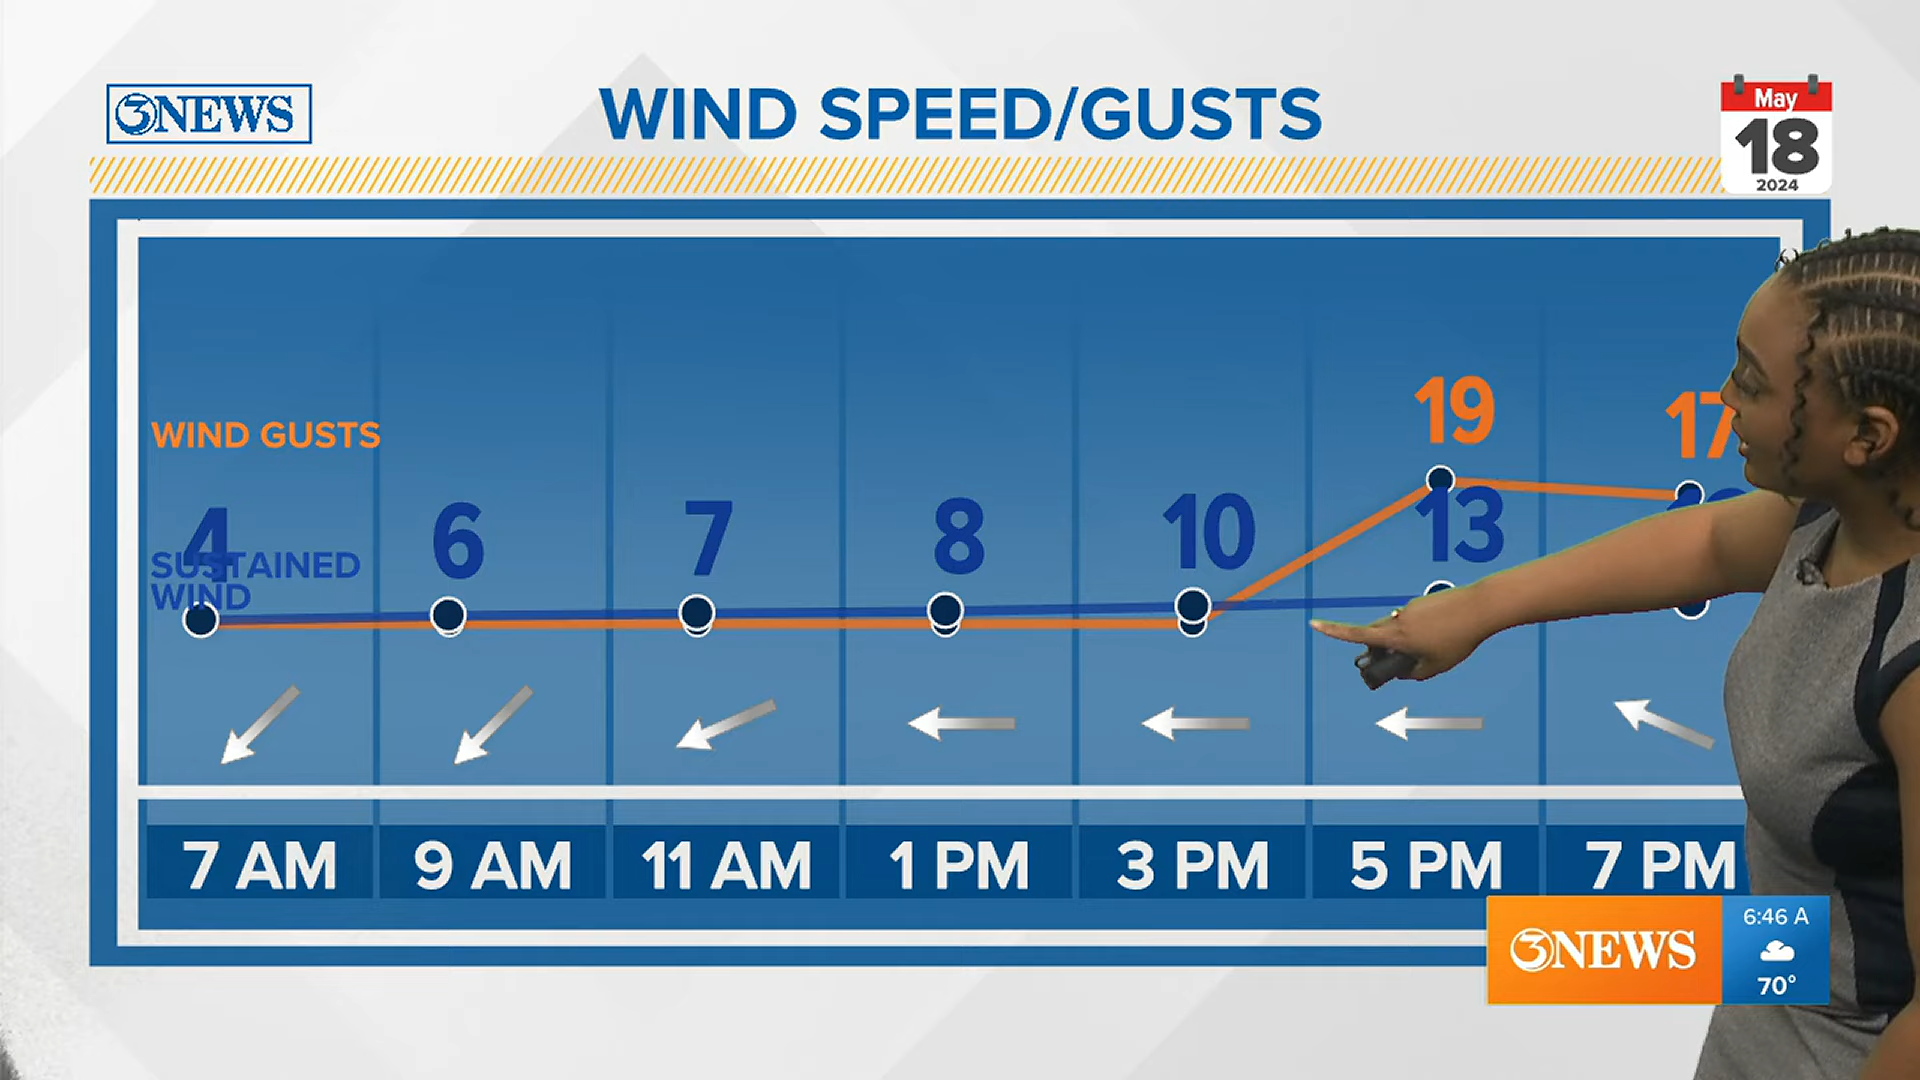 3NEWS
WIND SPEED/GUSTS
May
18
2024
WIND GUSTS
19
17
4
6
7
8
10
13
SUSTAINED
WIND
7 AM
9 AM
11 AM
1 PM
3 PM
5 PM
7 PM
3NEWS
6:46 A
70°